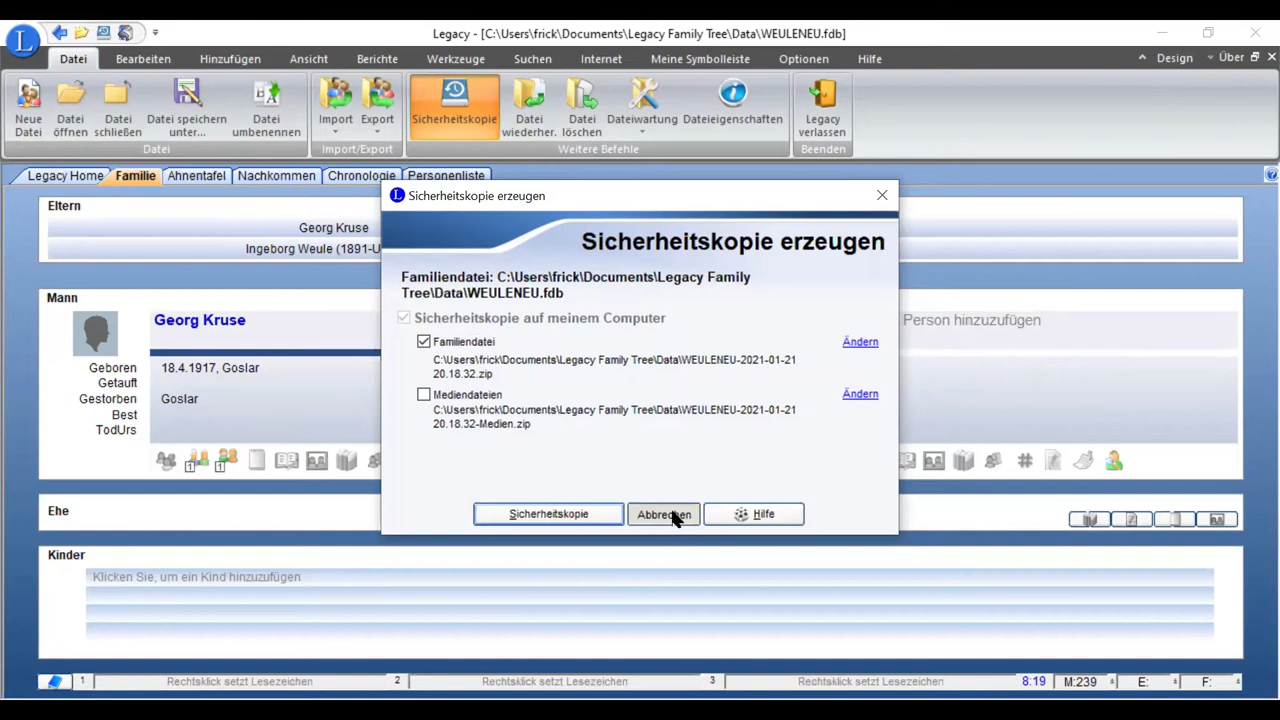 Legacy - [C:\Users\frick\Documents\Legacy Family Tree\Data\WEULENEU.fdb]
L
Datei Bearbeiten Hinzufügen Ansicht Berichte Werkzeuge Suchen Internet Meine Symbolleiste Optionen Hilfe Design Über
Neue Datei
Datei öffnen
Datei schließen
Datei speichern unter...
Datei umbenennen
Import
Export
Sicherheitskopie
Datei wiederher.
Datei löschen
Dateiwartung
Dateieigenschaften
Legacy verlassen
Datei Import/Export Weitere Befehle Beenden
Legacy Home Familie Ahnentafel Nachkommen Chronologie Personenliste
Eltern
Georg Kruse
Ingeborg Weule (1891-U
Mann
Georg Kruse
Geboren 18.4.1917, Goslar
Getauft
Gestorben Goslar
Best
TodUrs
Person hinzuzufügen
Sicherheitskopie erzeugen
Sicherheitskopie erzeugen
Familiendatei: C:\Users\frick\Documents\Legacy Family
Tree\Data\WEULENEU.fdb
Sicherheitskopie auf meinem Computer
Familiendatei Ändern
C:\Users\frick\Documents\Legacy Family Tree\Data\WEULENEU-2021-01-21
20.18.32.zip
Mediendateien Ändern
C:\Users\frick\Documents\Legacy Family Tree\Data\WEULENEU-2021-01-21
20.18.32-Medien.zip
Sicherheitskopie Abbrechen Hilfe
Ehe
Kinder
Klicken Sie, um ein Kind hinzuzufügen
1 Rechtsklick setzt Lesezeichen 2 Rechtsklick setzt Lesezeichen 3 Rechtsklick setzt Lesezeichen 8:19 M:239 E: F: